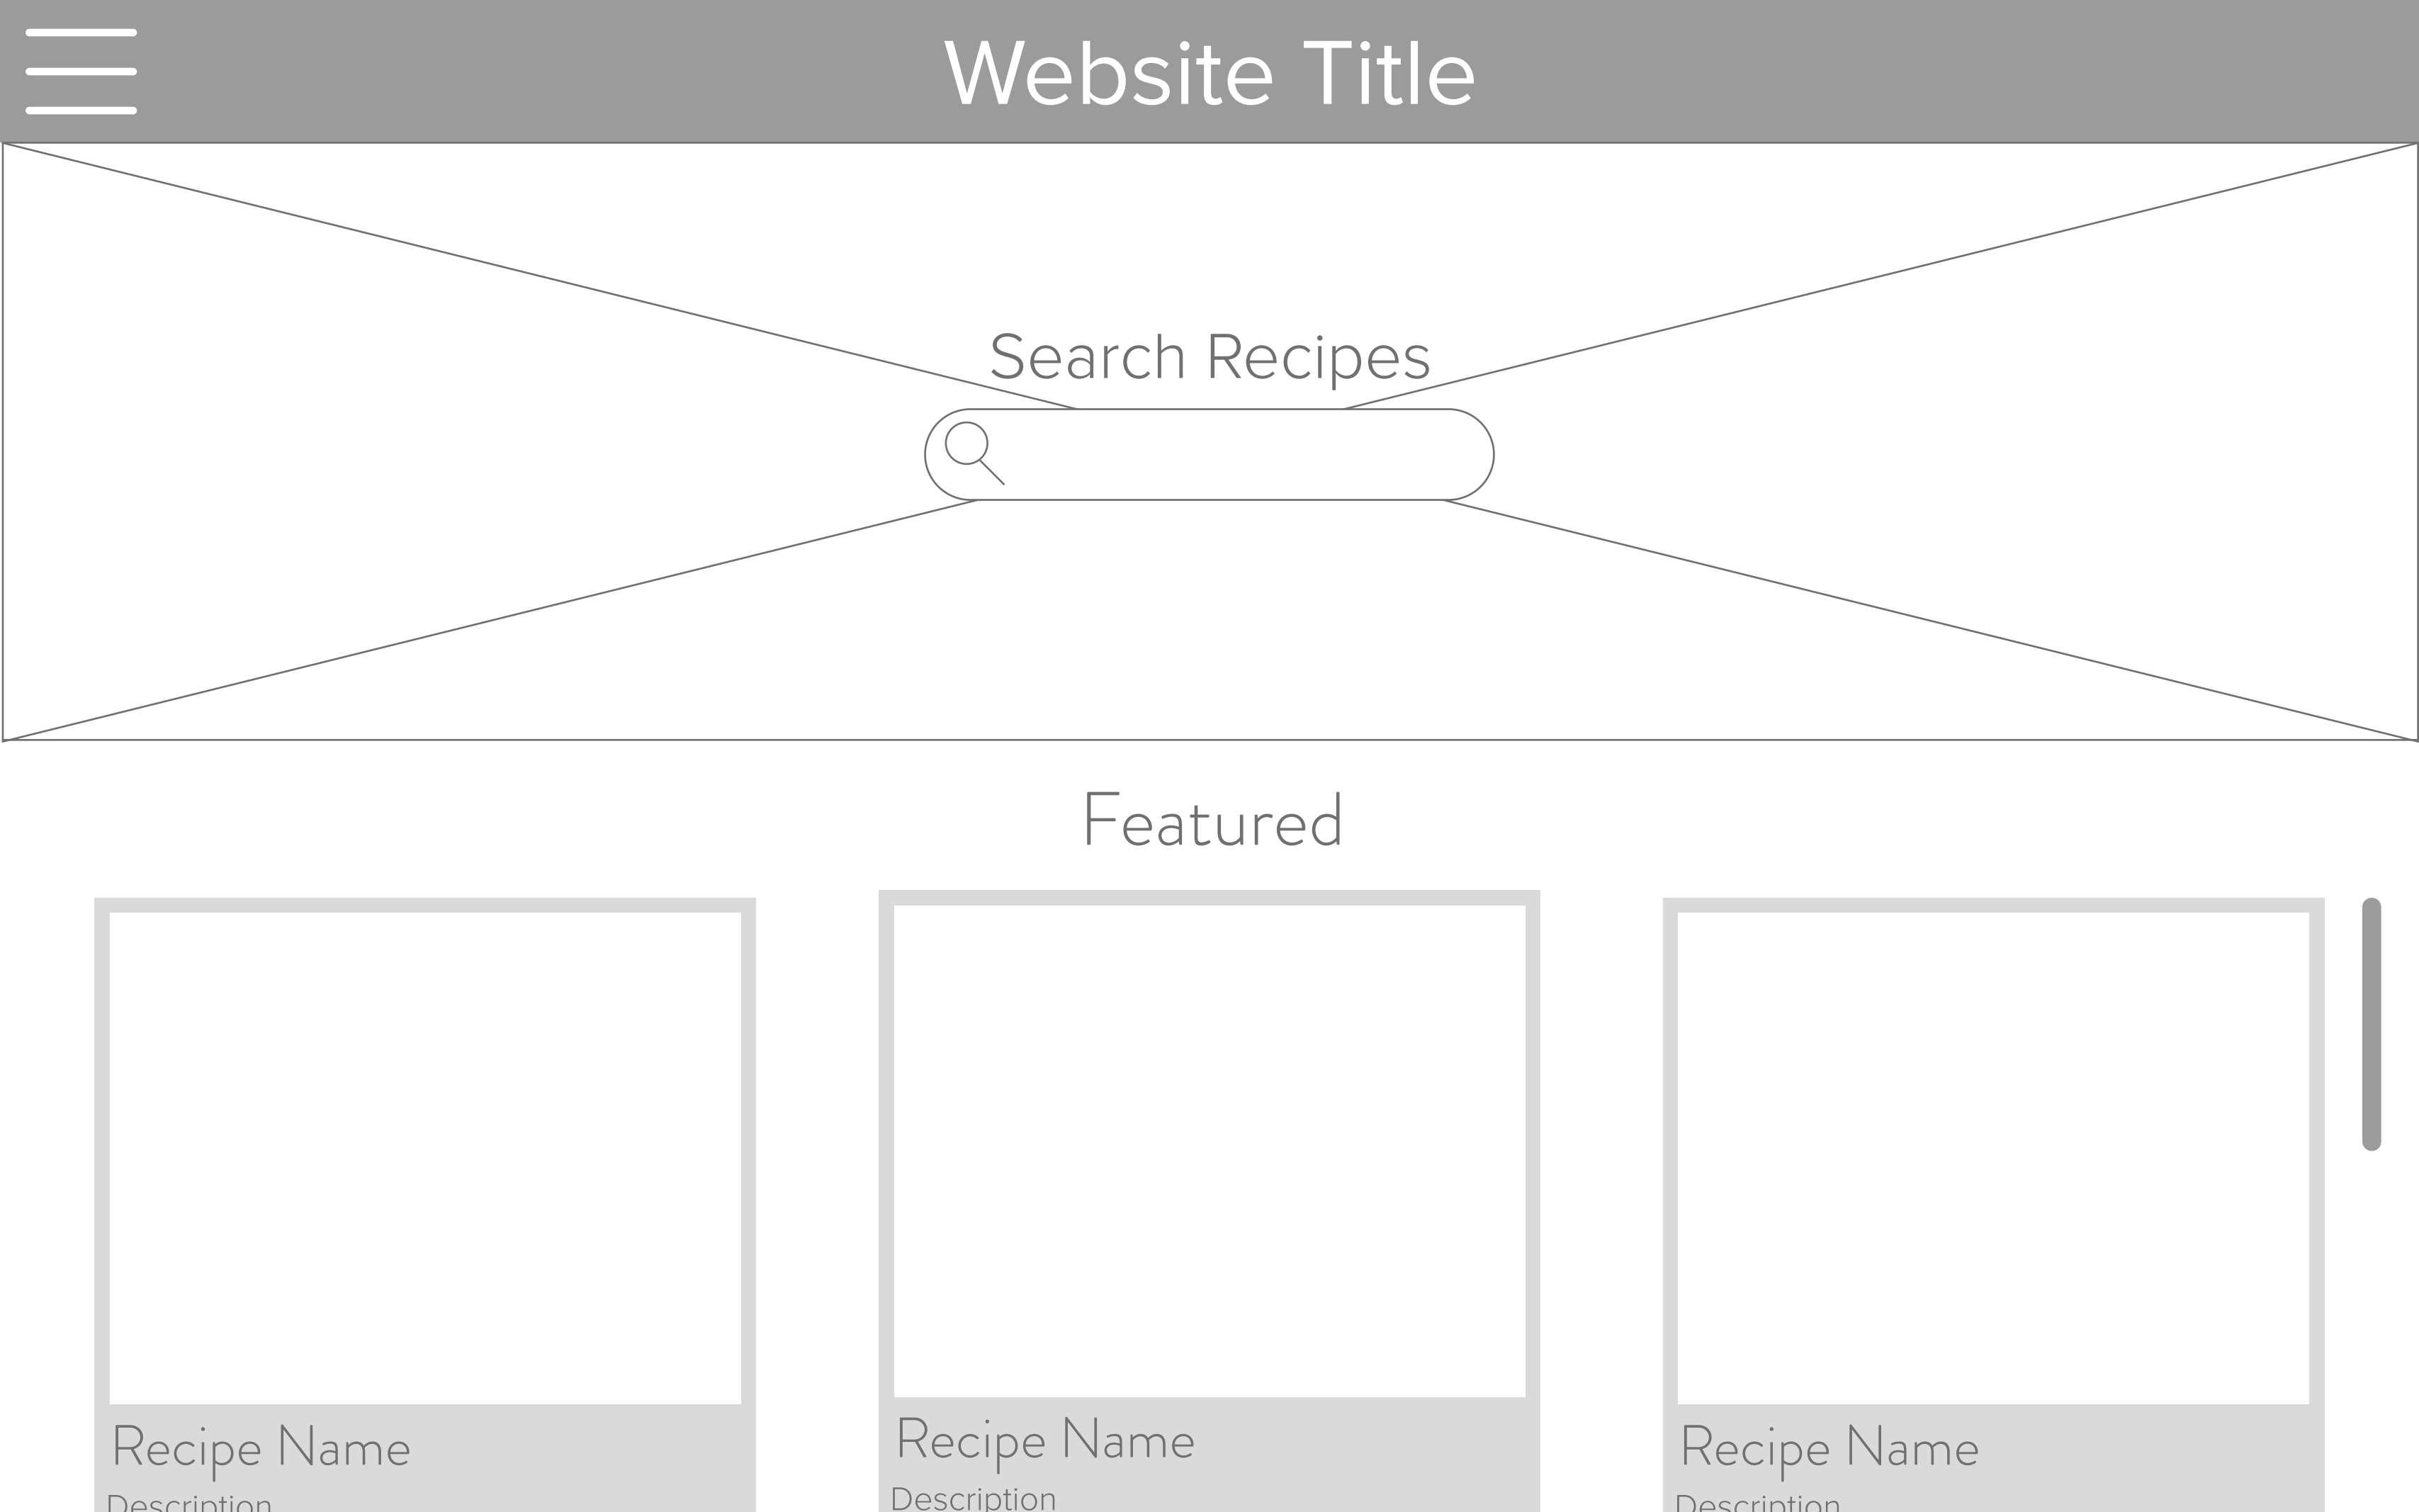 Website Title
Search Recipes
Featured
Recipe Name
Description
Recipe Name
Description
Recipe Name
Description